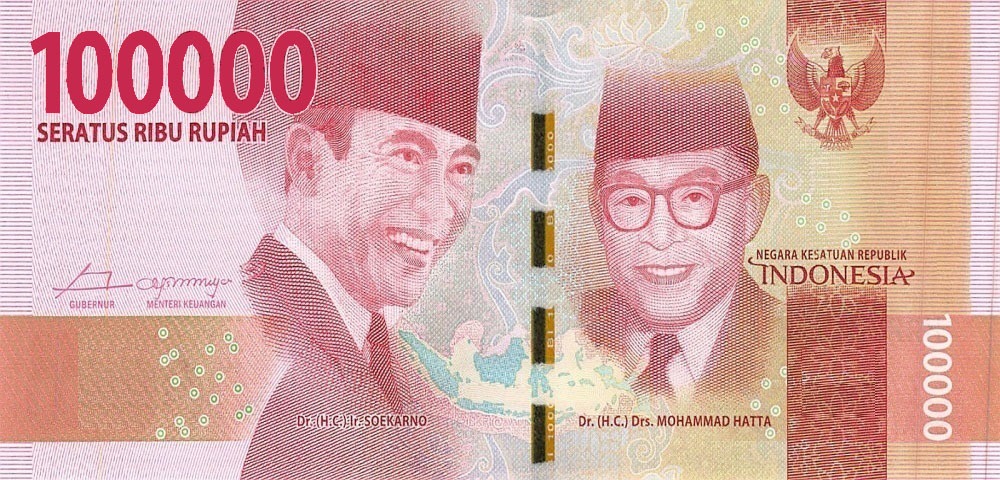 100000
SERATUS RIBU RUPIAH
GUBERNUR
MENTERI KEUANGAN
Dr. (H.C.) Ir. SOEKARNO
Dr. (H.C.) Drs. MOHAMMAD HATTA
NEGARA KESATUAN REPUBLIK
INDONESIA
100000